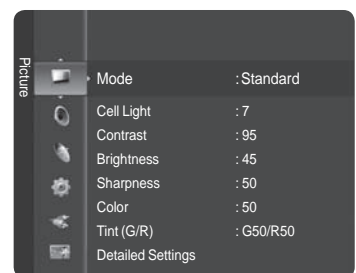 Picture
Mode : Standard
Cell Light : 7
Contrast : 95
Brightness : 45
Sharpness : 50
Color : 50
Tint (G/R) : G50/R50
Detailed Settings